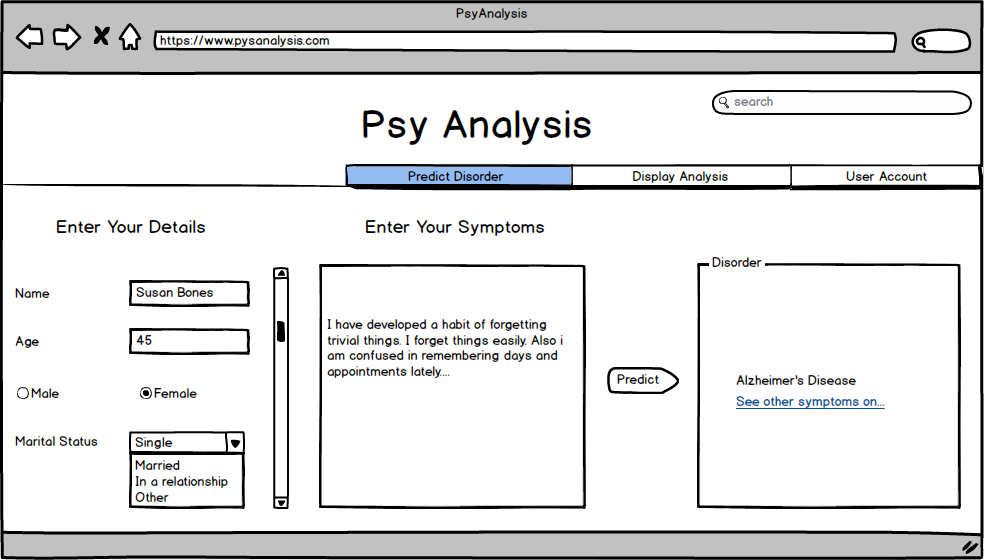 PsyAnalysis
https://www.pysanalysis.com
search
Psy Analysis
Predict Disorder
Display Analysis
User Account
Enter Your Details
Name
Susan Bones
Age
45
Male
Female
Marital Status
Single
Married
In a relationship
Other
Enter Your Symptoms
I have developed a habit of forgetting
trivial things. I forget things easily. Also i
am confused in remembering days and
appointments lately....
Predict
Disorder
Alzheimer's Disease
See other symptoms on...